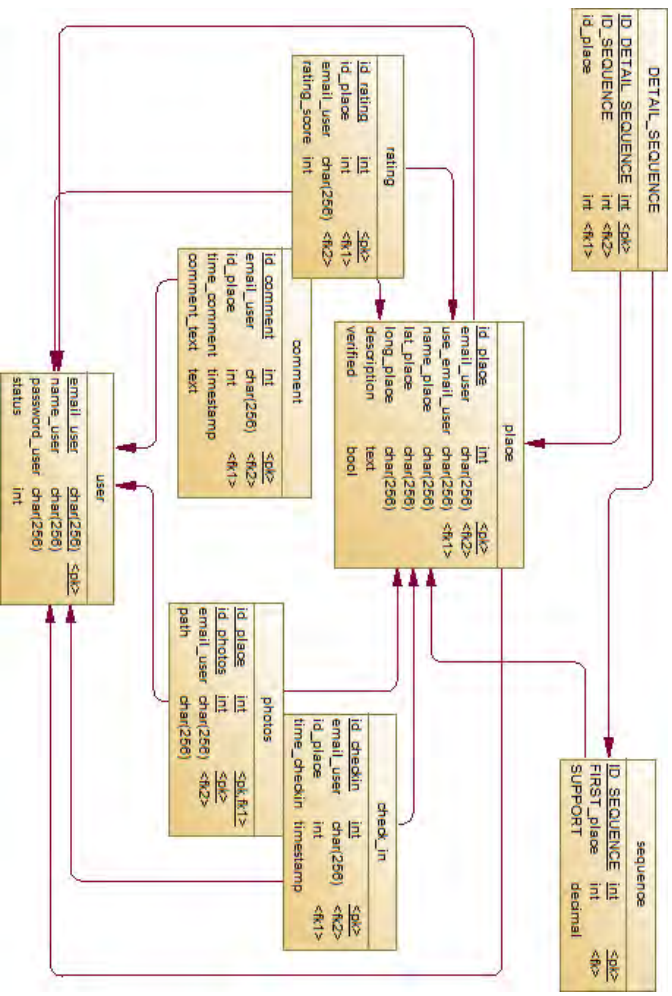 DETAIL_SEQUENCE
ID_DETAIL_SEQUENCE int <pk>
ID_SEQUENCE int <fk2>
id_place int <fk1>
sequence
ID_SEQUENCE int <pk>
FIRST_place int <fk>
SUPPORT decimal
place
id_place int <pk>
email_user char(256) <fk2>
use_email_user char(256) <fk1>
name_place char(256)
lat_place char(256)
long_place char(256)
description text
verified bool
rating
id_rating int <pk>
id_place int <fk1>
email_user char(256) <fk2>
rating_score int
comment
id_comment int <pk>
email_user char(256) <fk2>
id_place int <fk1>
time_comment timestamp
comment_text text
check_in
id_checkin int <pk>
email_user char(256) <fk2>
id_place int <fk1>
time_checkin timestamp
photos
id_place int <pk,fk1>
id_photos int <pk>
email_user char(256) <fk2>
path char(256)
user
email_user char(256) <pk>
name_user char(256)
password_user char(256)
status int